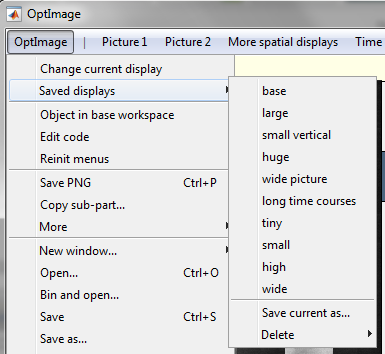 OptImage
OptImage | Picture 1 Picture 2 More spatial displays Time
Change current display
Saved displays
Object in base workspace
Edit code
Reinit menus
Save PNG Ctrl+P
Copy sub-part...
More
New window...
Open... Ctrl+O
Bin and open...
Save Ctrl+S
Save as...
base
large
small vertical
huge
wide picture
long time courses
tiny
small
high
wide
Save current as...
Delete